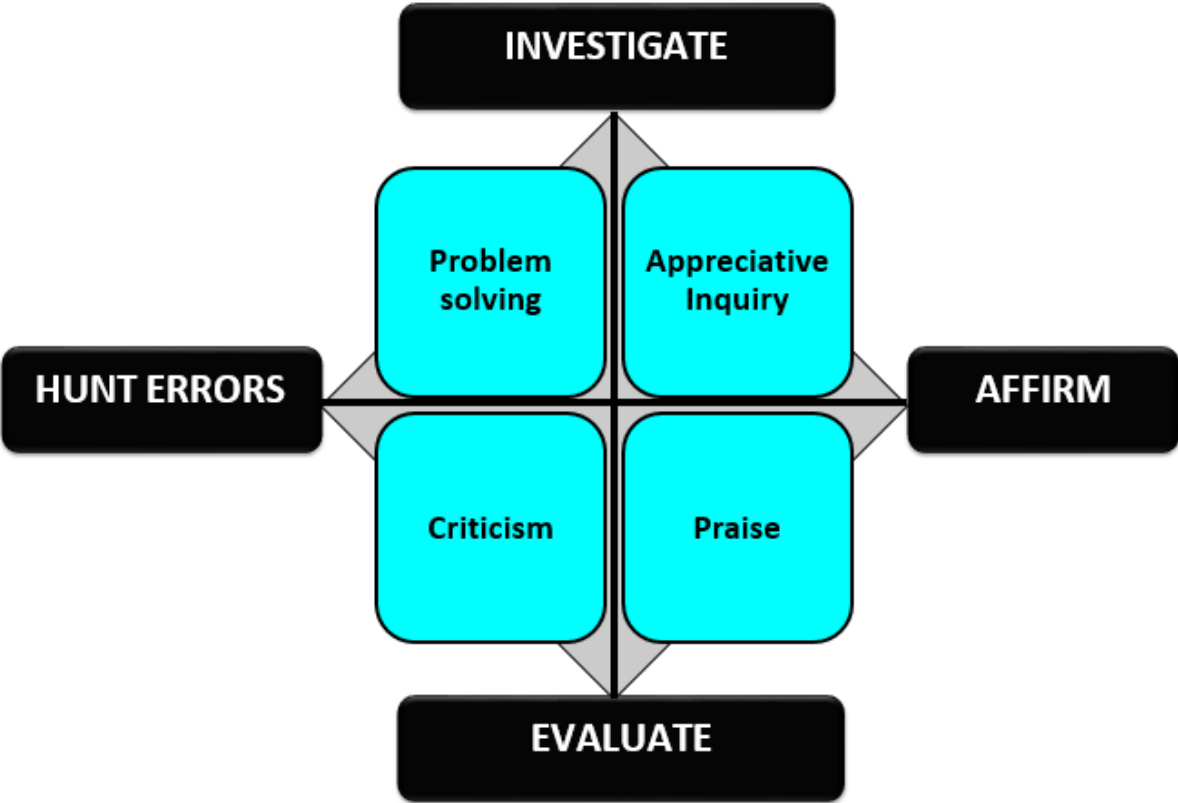 INVESTIGATE
Problem
solving
Appreciative
Inquiry
HUNT ERRORS
AFFIRM
Criticism
Praise
EVALUATE